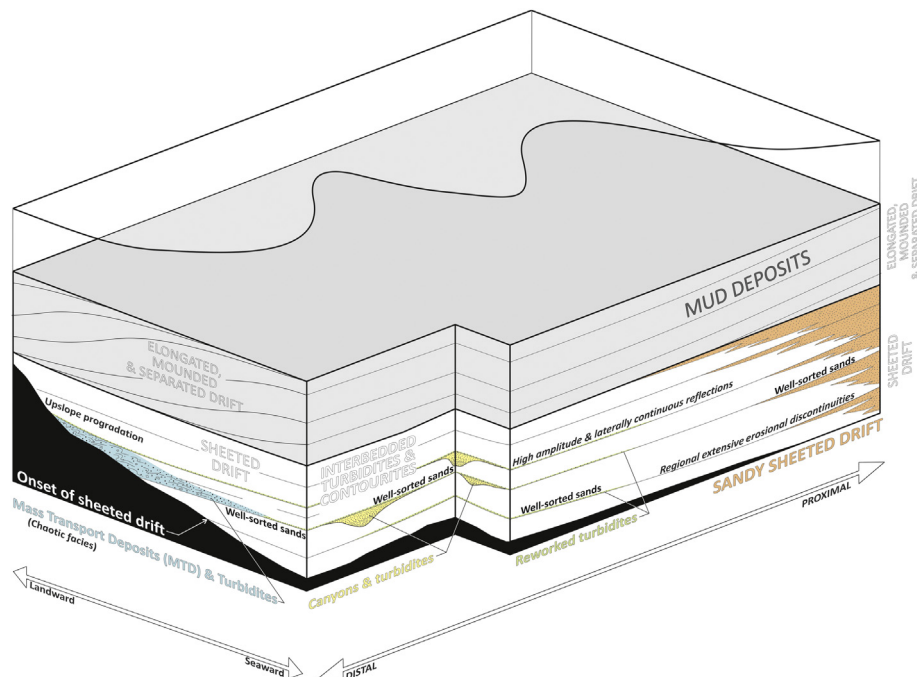 ELONGATED,
MOUNDED
& SEPARATED DRIFT
MUD DEPOSITS
ELONGATED,
MOUNDED
& SEPARATED DRIFT
SHEETED
DRIFT
Upslope progradation
SHEETED
DRIFT
INTERBEDDED
TURBIDITES &
CONTOURITES
High amplitude & laterally continuous reflections
Well-sorted sands
Regional extensive erosional discontinuities
SANDY SHEETED DRIFT
Well-sorted sands
Well-sorted sands
Well-sorted sands
Onset of sheeted drift
Mass Transport Deposits (MTD) & Turbidites
(Chaotic facies)
Canyons & turbidites
Reworked turbidites
Landward
Seaward
DISTAL
PROXIMAL